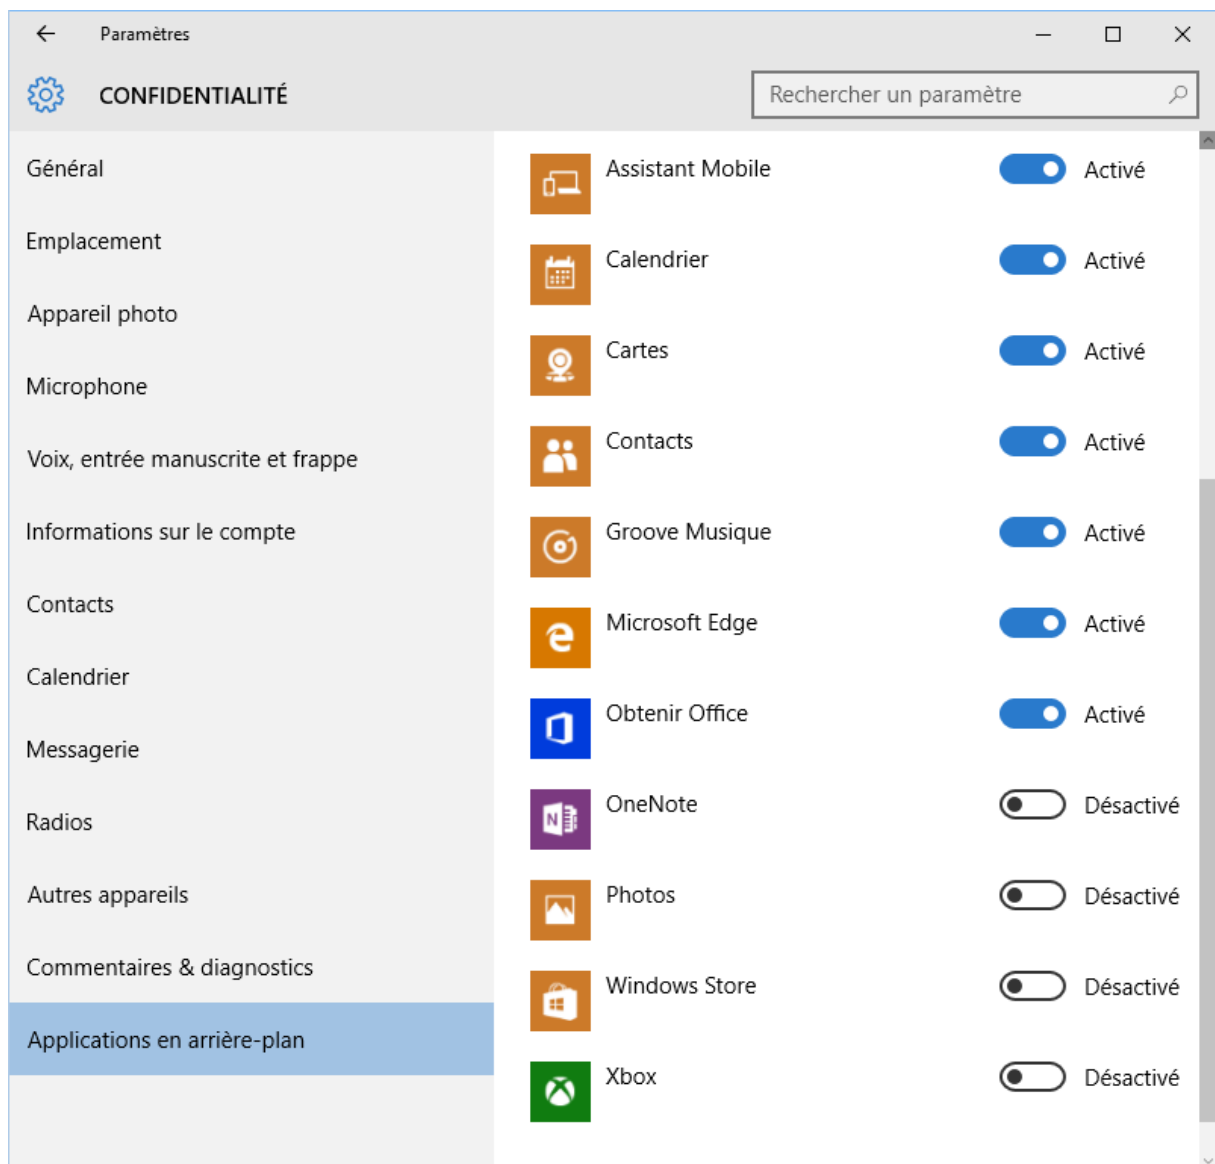 Paramètres
CONFIDENTIALITÉ
Rechercher un paramètre
Général
Emplacement
Appareil photo
Microphone
Voix, entrée manuscrite et frappe
Informations sur le compte
Contacts
Calendrier
Messagerie
Radios
Autres appareils
Commentaires & diagnostics
Applications en arrière-plan
Assistant Mobile Activé
Calendrier Activé
Cartes Activé
Contacts Activé
Groove Musique Activé
Microsoft Edge Activé
Obtenir Office Activé
OneNote Désactivé
Photos Désactivé
Windows Store Désactivé
Xbox Désactivé